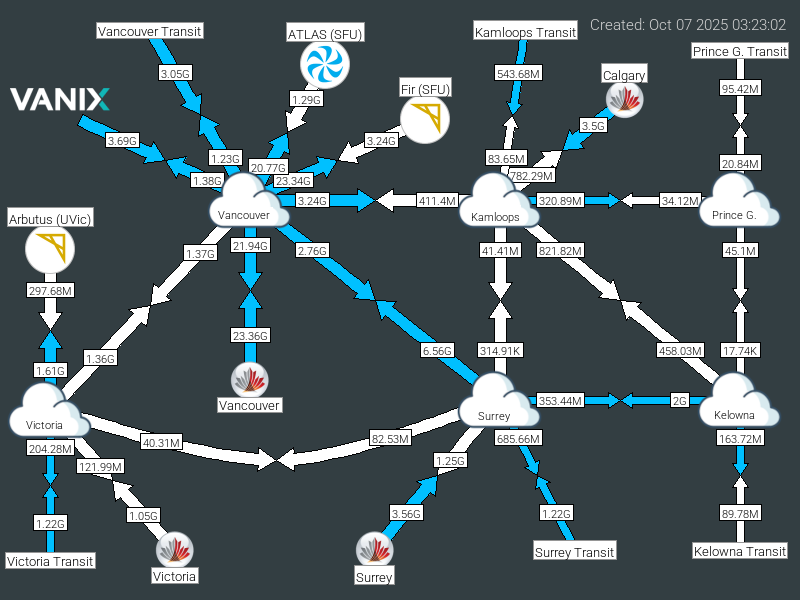 Created: Oct 07 2025 03:23:02
Vancouver Transit
ATLAS (SFU)
Kamloops Transit
Prince G. Transit
3.05G
543.68M
Calgary
Fir (SFU)
95.42M
VANIX
1.29G
3.5G
3.69G
3.24G
1.23G
83.65M
20.84M
20.77G
782.29M
1.38G
23.34G
3.24G
411.4M
320.89M
34.12M
Vancouver
Kamloops
Prince G.
Arbutus (UVic)
1.37G
21.94G
2.76G
41.41M
821.82M
45.1M
297.68M
23.36G
1.36G
6.56G
314.91K
458.03M
17.74K
1.61G
Vancouver
353.44M
2G
Victoria
Surrey
Kelowna
40.31M
82.53M
685.66M
163.72M
204.28M
121.99M
1.25G
1.22G
1.05G
3.56G
1.22G
89.78M
Victoria Transit
Victoria
Surrey
Surrey Transit
Kelowna Transit